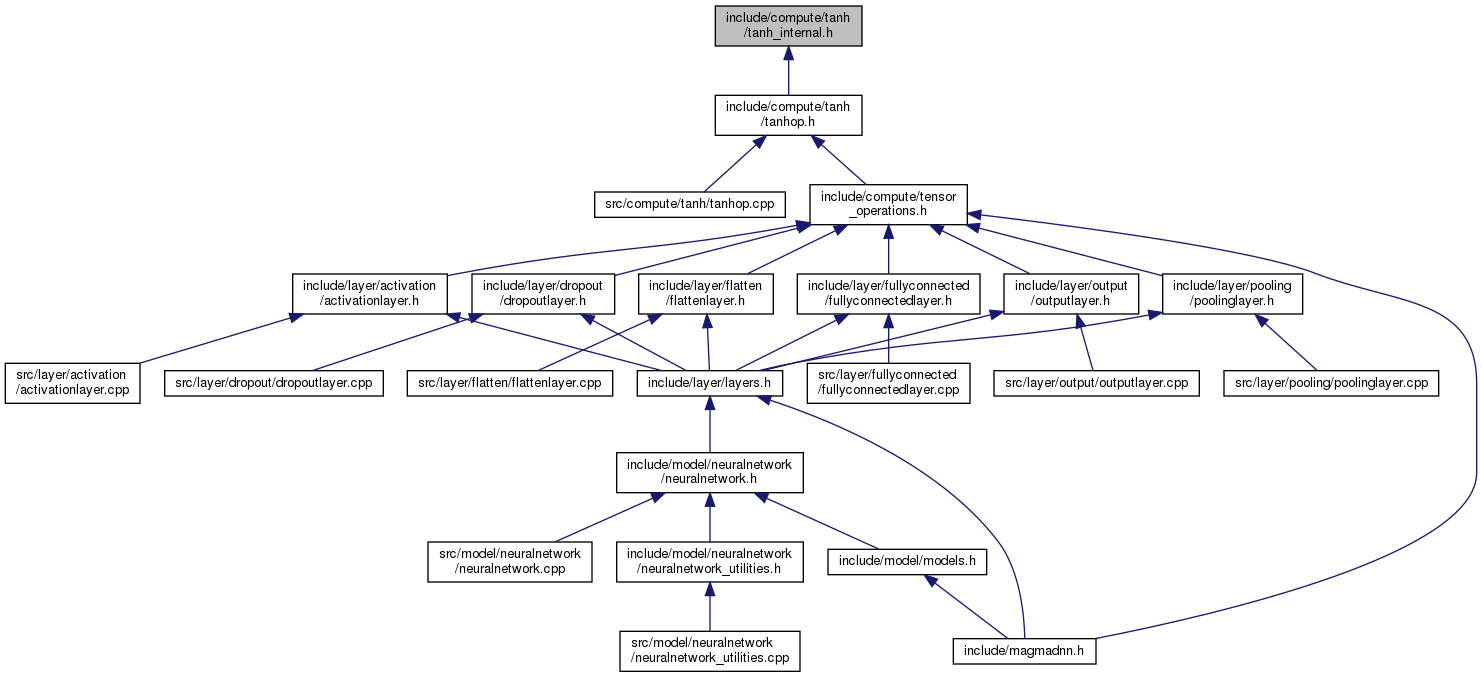 include/compute/tanh
/tanh_internal.h
include/compute/tanh
/tanhop.h
src/compute/tanh/tanhop.cpp
include/compute/tensor
_operations.h
include/layer/activation
/activationlayer.h
include/layer/dropout
/dropoutlayer.h
include/layer/flatten
/flattenlayer.h
include/layer/fullyconnected
/fullyconnectedlayer.h
include/layer/output
/outputlayer.h
include/layer/pooling
/poolinglayer.h
src/layer/activation
/activationlayer.cpp
src/layer/dropout/dropoutlayer.cpp
src/layer/flatten/flattenlayer.cpp
include/layer/layers.h
src/layer/fullyconnected
/fullyconnectedlayer.cpp
src/layer/output/outputlayer.cpp
src/layer/pooling/poolinglayer.cpp
include/model/neuralnetwork
/neuralnetwork.h
src/model/neuralnetwork
/neuralnetwork.cpp
include/model/neuralnetwork
/neuralnetwork_utilities.h
include/model/models.h
src/model/neuralnetwork
/neuralnetwork_utilities.cpp
include/magmadnn.h